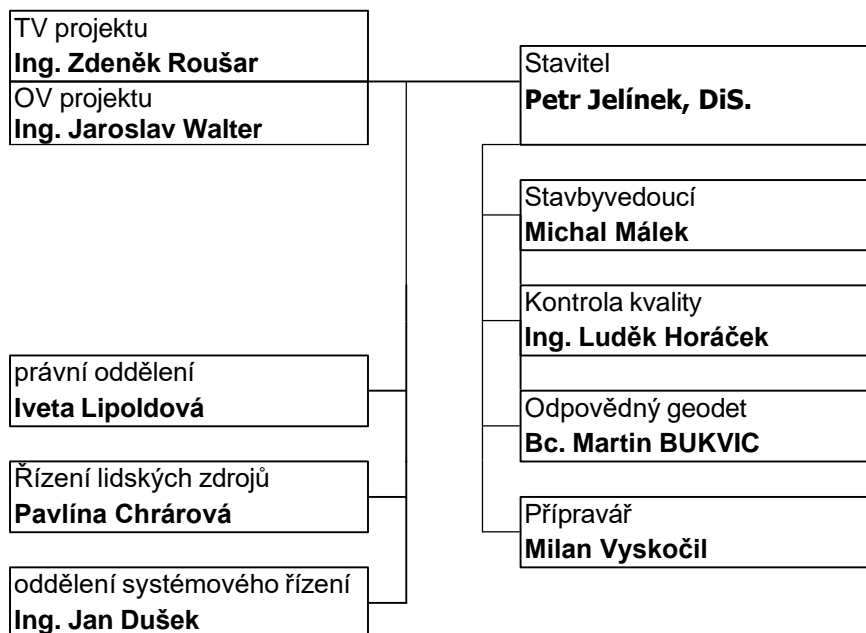 TV projektu
Ing. Zdeněk Roušar
OV projektu
Ing. Jaroslav Walter
právní oddělení
Iveta Lipoldová
Řízení lidských zdrojů
Pavlína Chrárová
oddělení systémového řízení
Ing. Jan Dušek
Stavitel
Petr Jelínek, DiS.
Stavbyvedoucí
Michal Málek
Kontrola kvality
Ing. Luděk Horáček
Odpovědný geodet
Bc. Martin BUKVIC
Přípravář
Milan Vyskočil